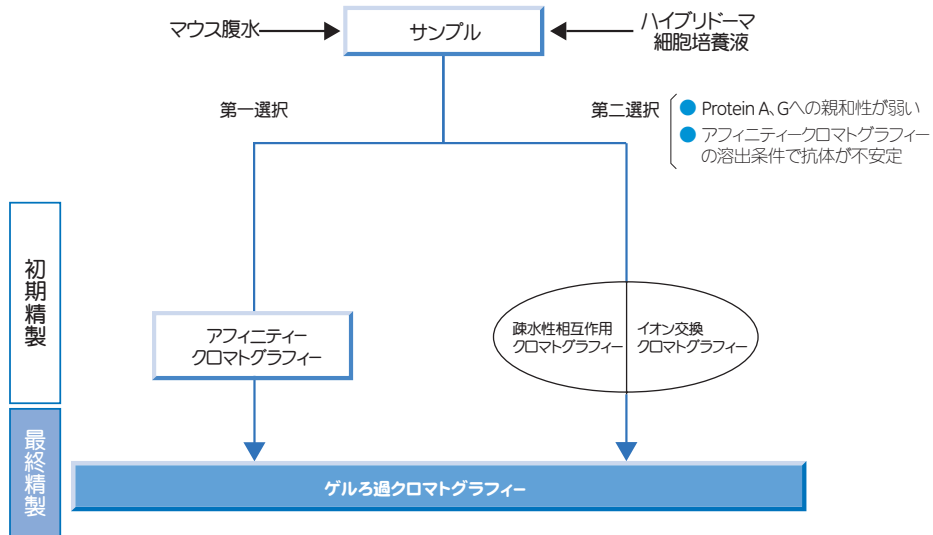 マウス腹水
サンプル
ハイブリドーマ
細胞培養液
第一選択
第二選択
● Protein A、Gへの親和性が弱い
● アフィニティークロマトグラフィー
の溶出条件で抗体が不安定
初期精製
アフィニティー
クロマトグラフィー
疎水性相互作用
クロマトグラフィー
イオン交換
クロマトグラフィー
最終精製
ゲルろ過クロマトグラフィー